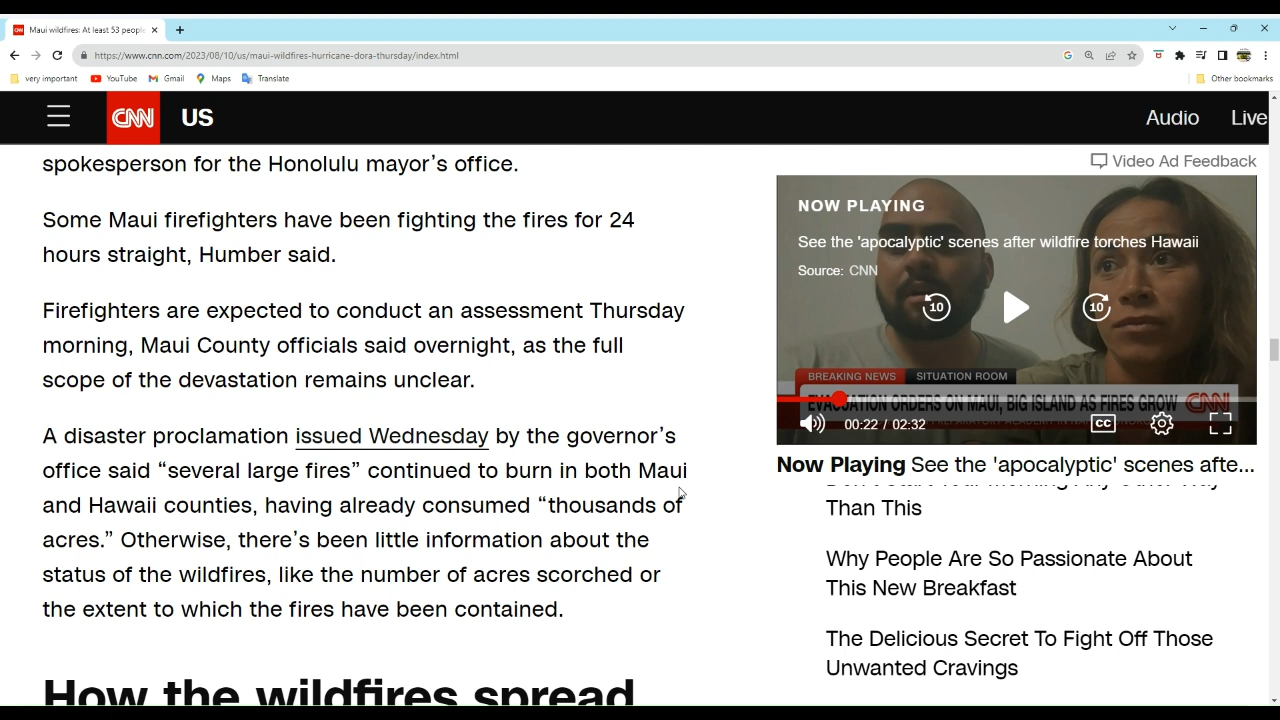 Maui wildfires: At least 53 people
https://www.cnn.com/2023/08/10/us/maui-wildfires-hurricane-dora-thursday/index.html
very important
YouTube
Gmail
Maps
Translate
Other bookmarks
CNN
US
Audio
Live
spokesperson for the Honolulu mayor’s office.
Some Maui firefighters have been fighting the fires for 24
hours straight, Humber said.
Firefighters are expected to conduct an assessment Thursday
morning, Maui County officials said overnight, as the full
scope of the devastation remains unclear.
A disaster proclamation issued Wednesday by the governor’s
office said “several large fires” continued to burn in both Maui
and Hawaii counties, having already consumed “thousands of
acres.” Otherwise, there’s been little information about the
status of the wildfires, like the number of acres scorched or
the extent to which the fires have been contained.
How the wildfires spread
Video Ad Feedback
NOW PLAYING
See the 'apocalyptic' scenes after wildfire torches Hawaii
Source: CNN
10
10
BREAKING NEWS
SITUATION ROOM
EVACUATION ORDERS ON MAUI, BIG ISLAND AS FIRES GROW
CNN
00:22 / 02:32
CC
Now Playing See the 'apocalyptic' scenes afte...
Than This
Why People Are So Passionate About
This New Breakfast
The Delicious Secret To Fight Off Those
Unwanted Cravings